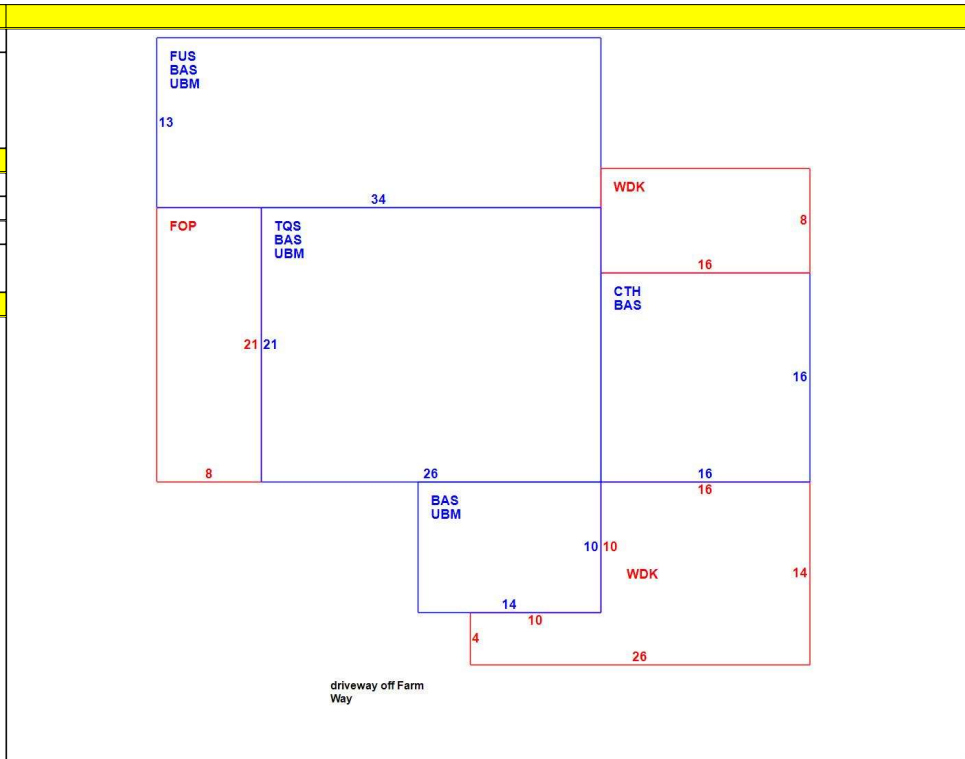 FUS
BAS
UBM
13
34
WDK
8
16
FOP
TQS
BAS
UBM
CTH
BAS
21 21
16
8
26
16
16
BAS
UBM
10 10
WDK
14
14
10
4
26
driveway off Farm
Way